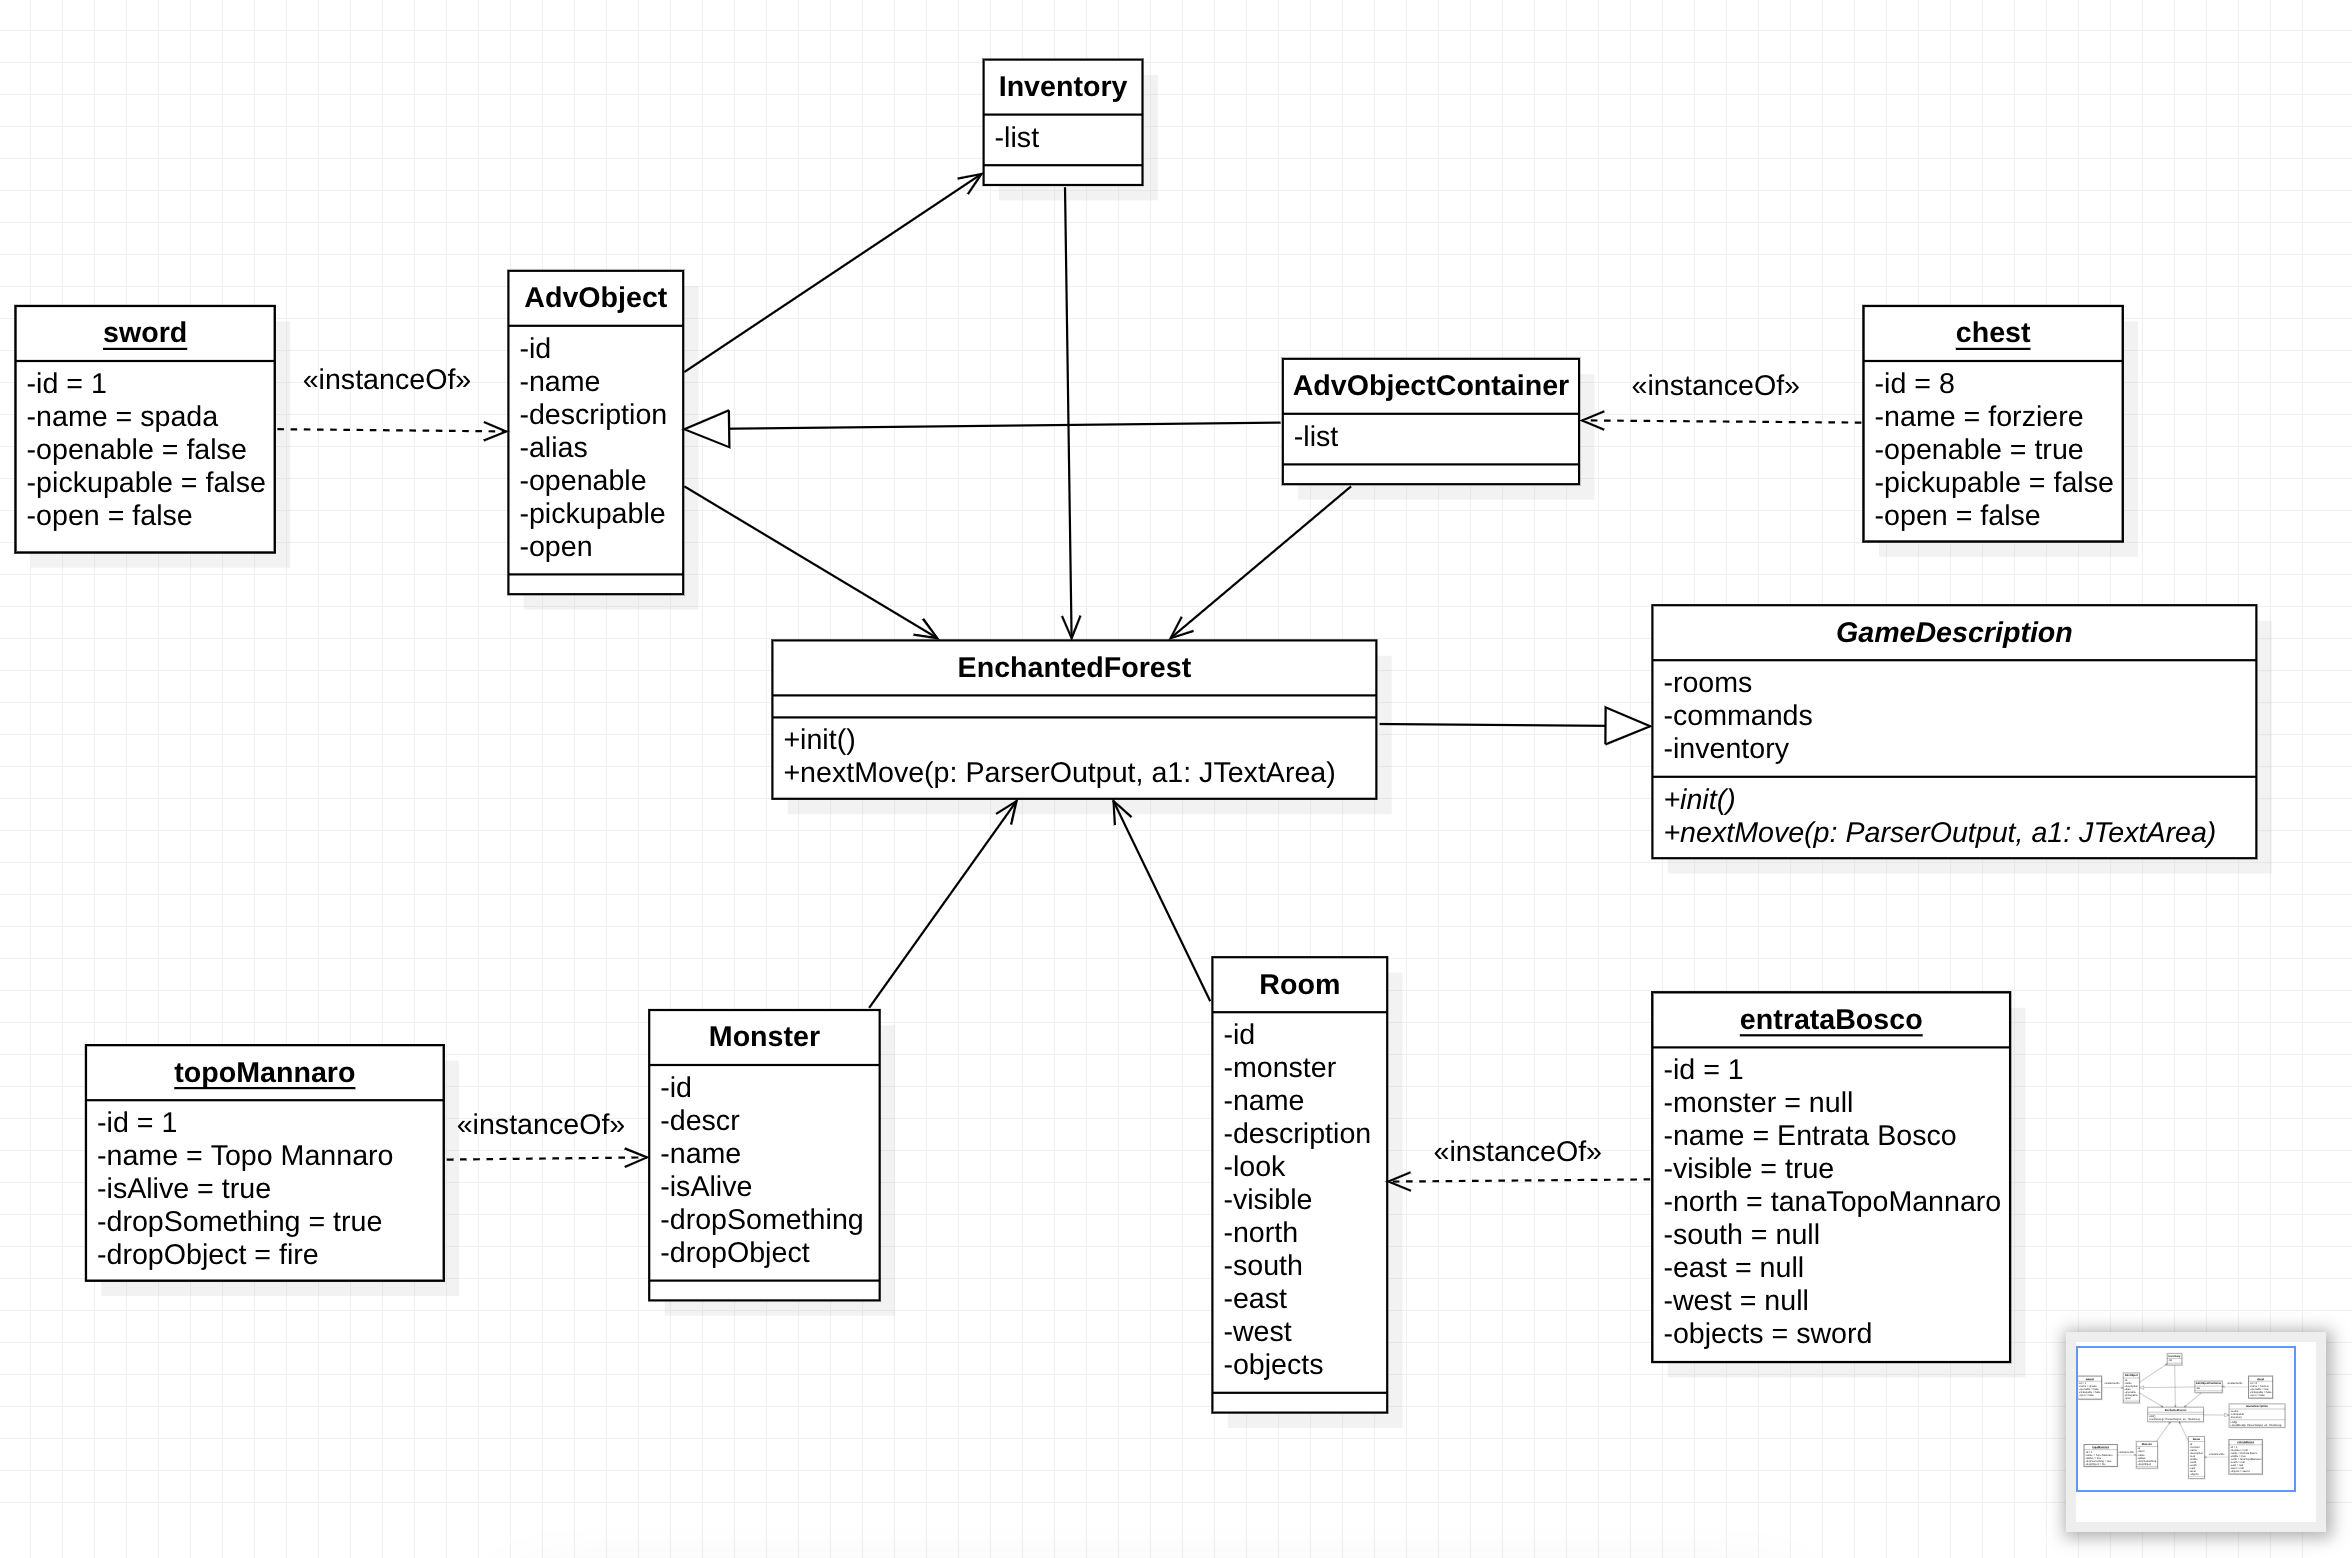 Inventory
-list
AdvObject
-id
-name
-description
-alias
-openable
-pickupable
-open
sword
-id = 1
-name = spada
-openable = false
-pickupable = false
-open = false
«instanceOf»
AdvObjectContainer
-list
«instanceOf»
chest
-id = 8
-name = forziere
-openable = true
-pickupable = false
-open = false
EnchantedForest
+init()
+nextMove(p: ParserOutput, a1: JTextArea)
GameDescription
-rooms
-commands
-inventory
+init()
+nextMove(p: ParserOutput, a1: JTextArea)
topoMannaro
-id = 1
-name = Topo Mannaro
-isAlive = true
-dropSomething = true
-dropObject = fire
«instanceOf»
Monster
-id
-descr
-name
-isAlive
-dropSomething
-dropObject
Room
-id
-monster
-name
-description
-look
-visible
-north
-south
-east
-west
-objects
«instanceOf»
entrataBosco
-id = 1
-monster = null
-name = Entrata Bosco
-visible = true
-north = tanaTopoMannaro
-south = null
-east = null
-west = null
-objects = sword